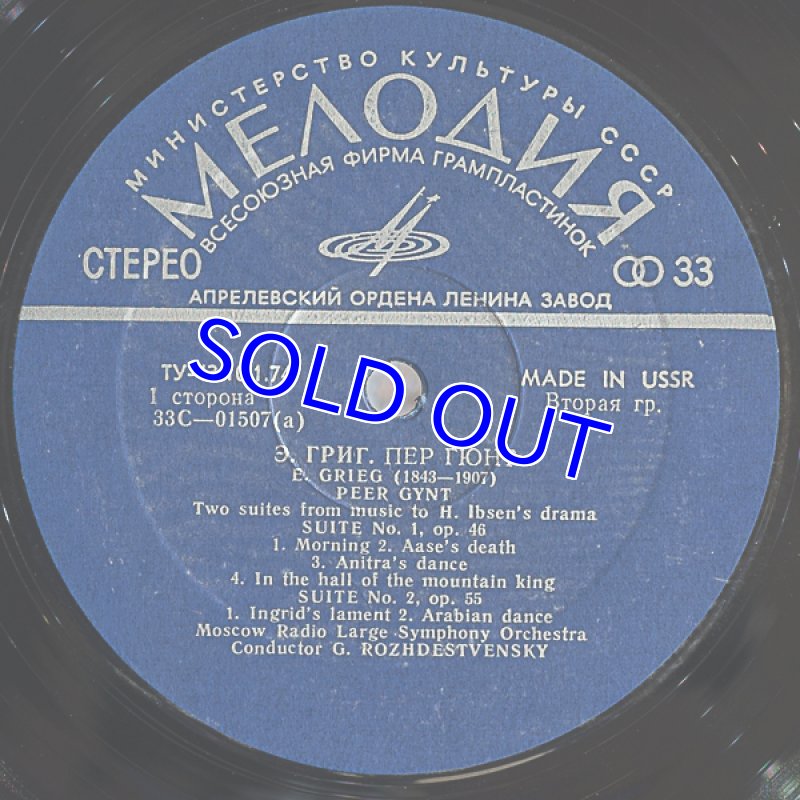 МИНИСТЕРСТВО КУЛЬТУРЫ СССР
МЕЛОДИЯ
ВСЕСОЮЗНАЯ ФИРМА ГРАМПЛАСТИНОК
СТЕРЕО
33
АПРЕЛЕВСКИЙ ОРДЕНА ЛЕНИНА ЗАВОД
SOLD OUT
MADE IN USSR
1 сторона
Вторая гр.
33С—01507(а)
Э. ГРИГ. ПЕР ГЮНТ
E. GRIEG (1843—1907)
PEER GYNT
Two suites from music to H. Ibsen's drama
SUITE No. 1, op. 46
1. Morning 2. Aase's death
3. Anitra's dance
4. In the hall of the mountain king
SUITE No. 2, op. 55
1. Ingrid's lament 2. Arabian dance
Moscow Radio Large Symphony Orchestra
Conductor G. ROZHDESTVENSKY